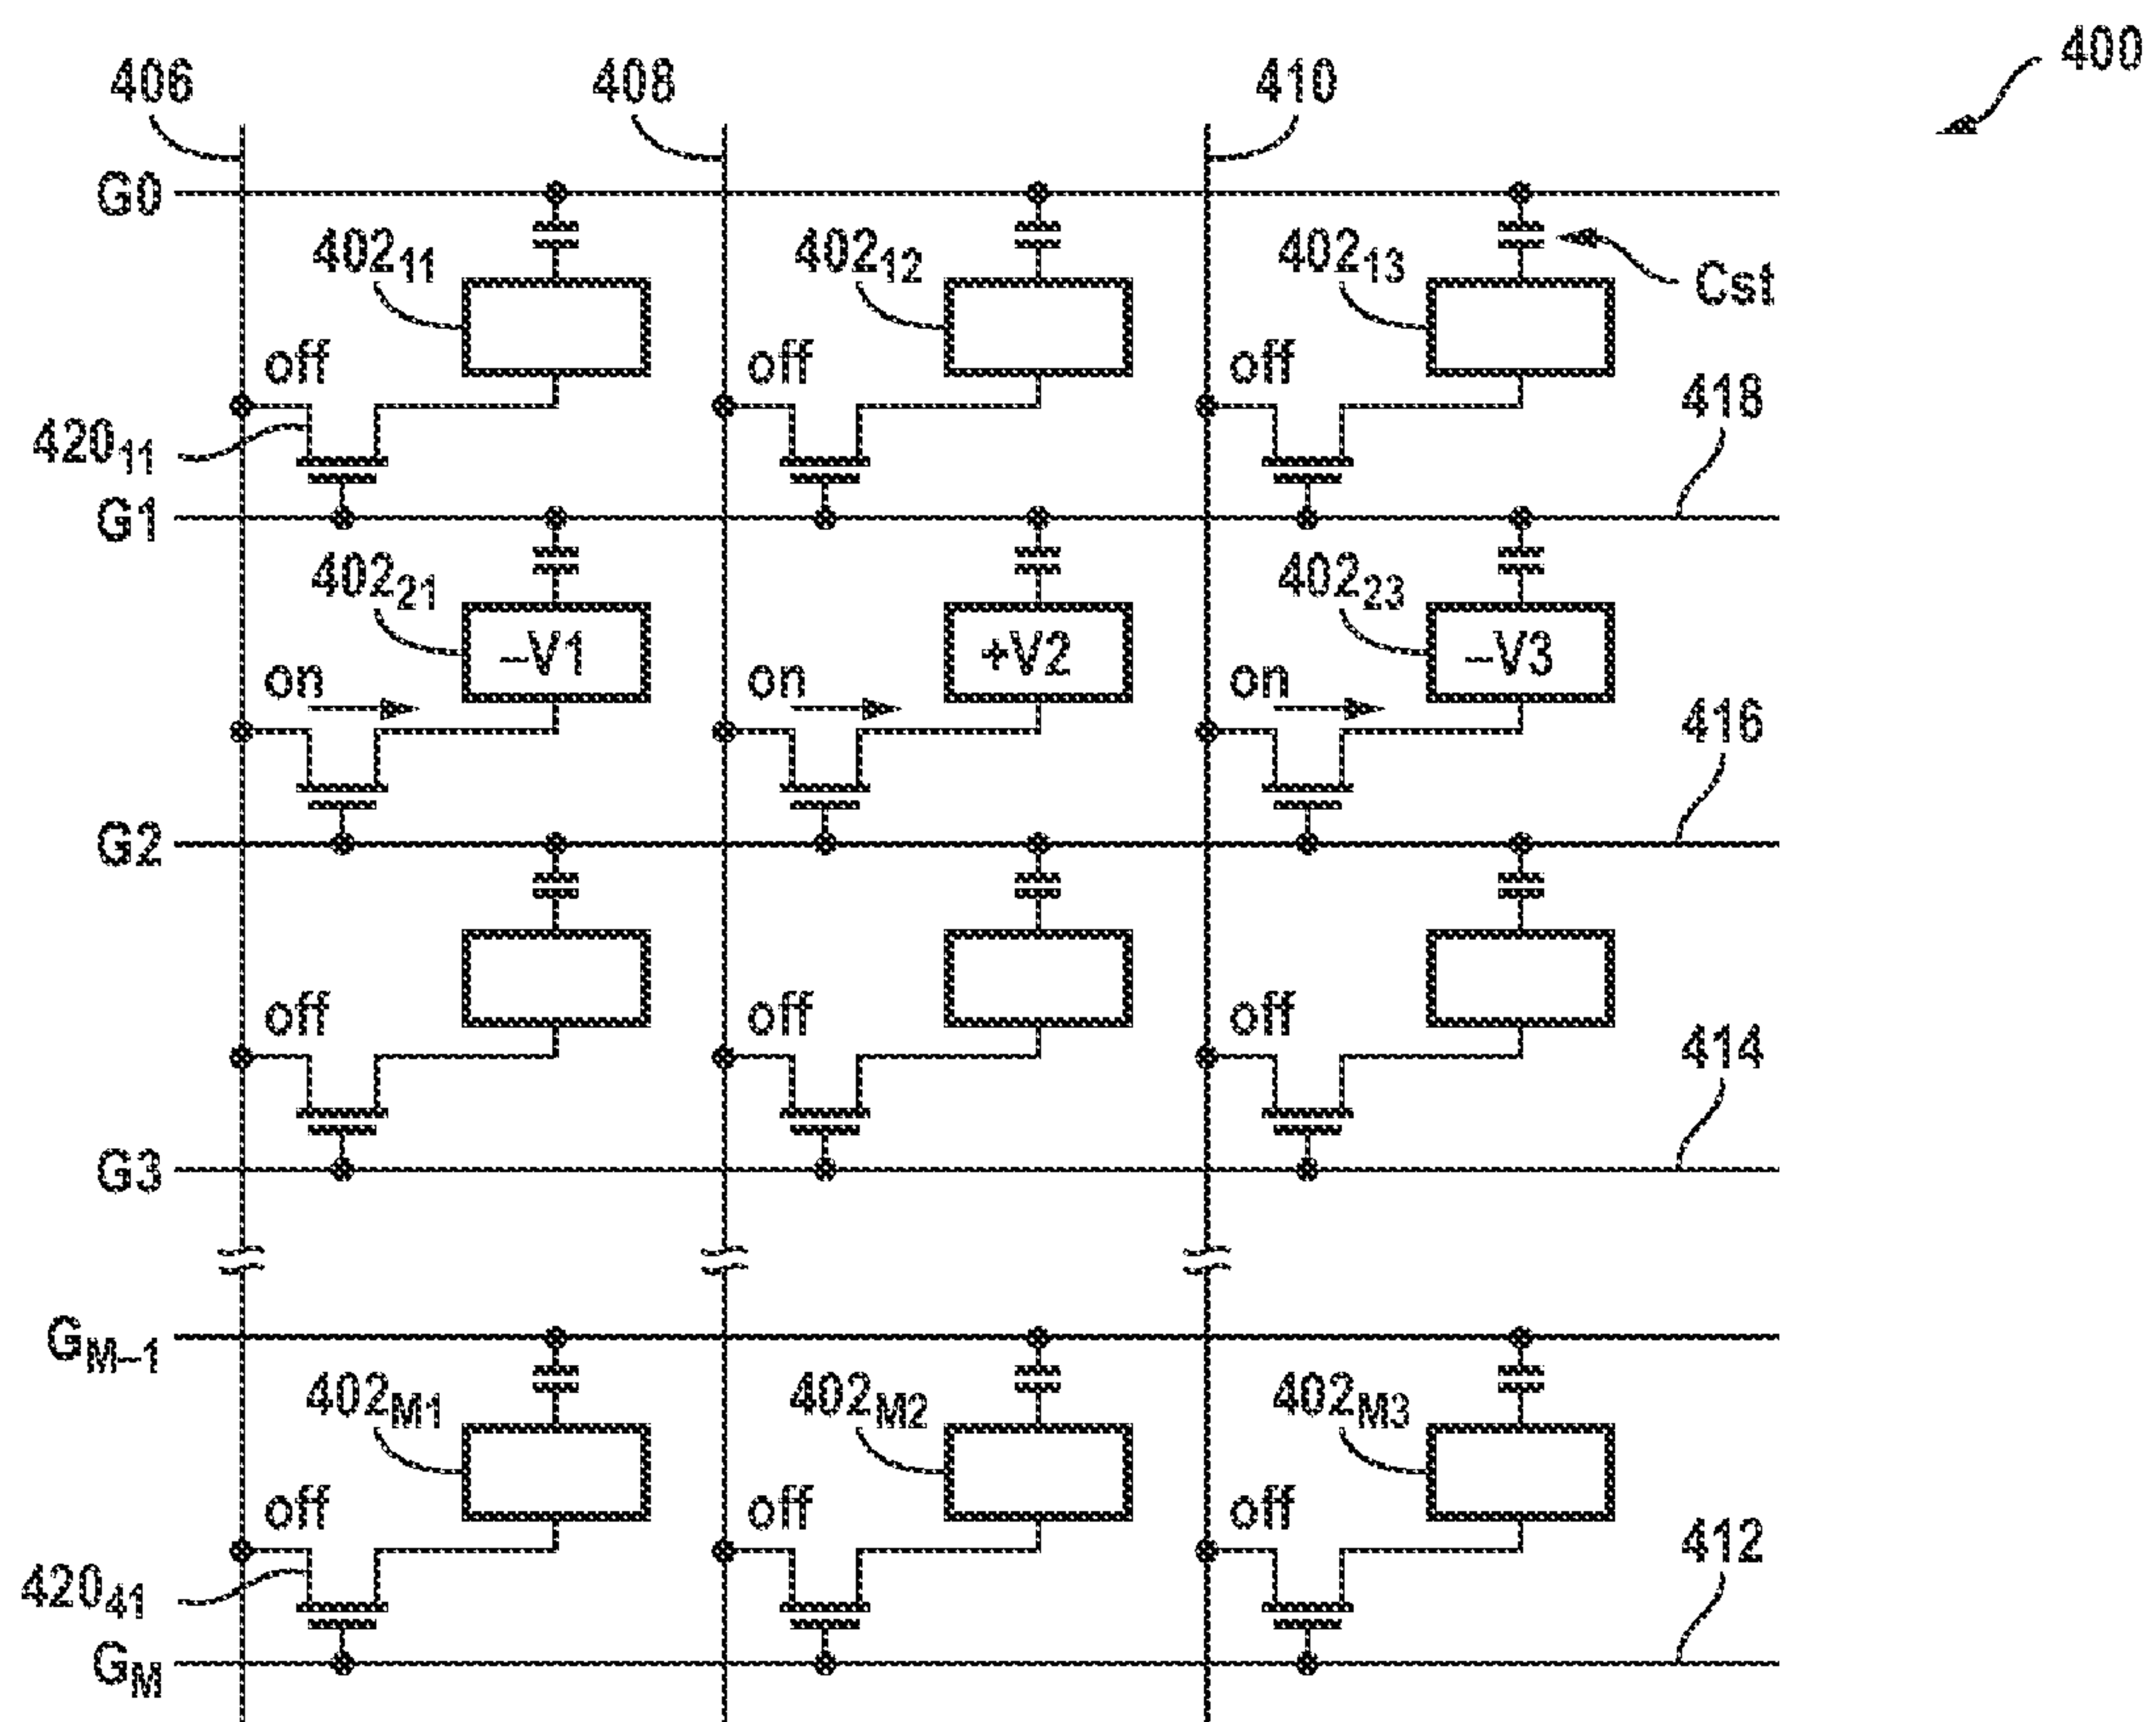 400
406 408 410
G0
402₁₁ 402₁₂ 402₁₃ Cst
off off off 418
420₁₁
G1
402₂₁ 402₂₃
–V1 +V2 –V3
on on on 416
G2
off off off 414
G3
G_M–1
402_M1 402_M2 402_M3
off off off 412
420₄₁
G_M